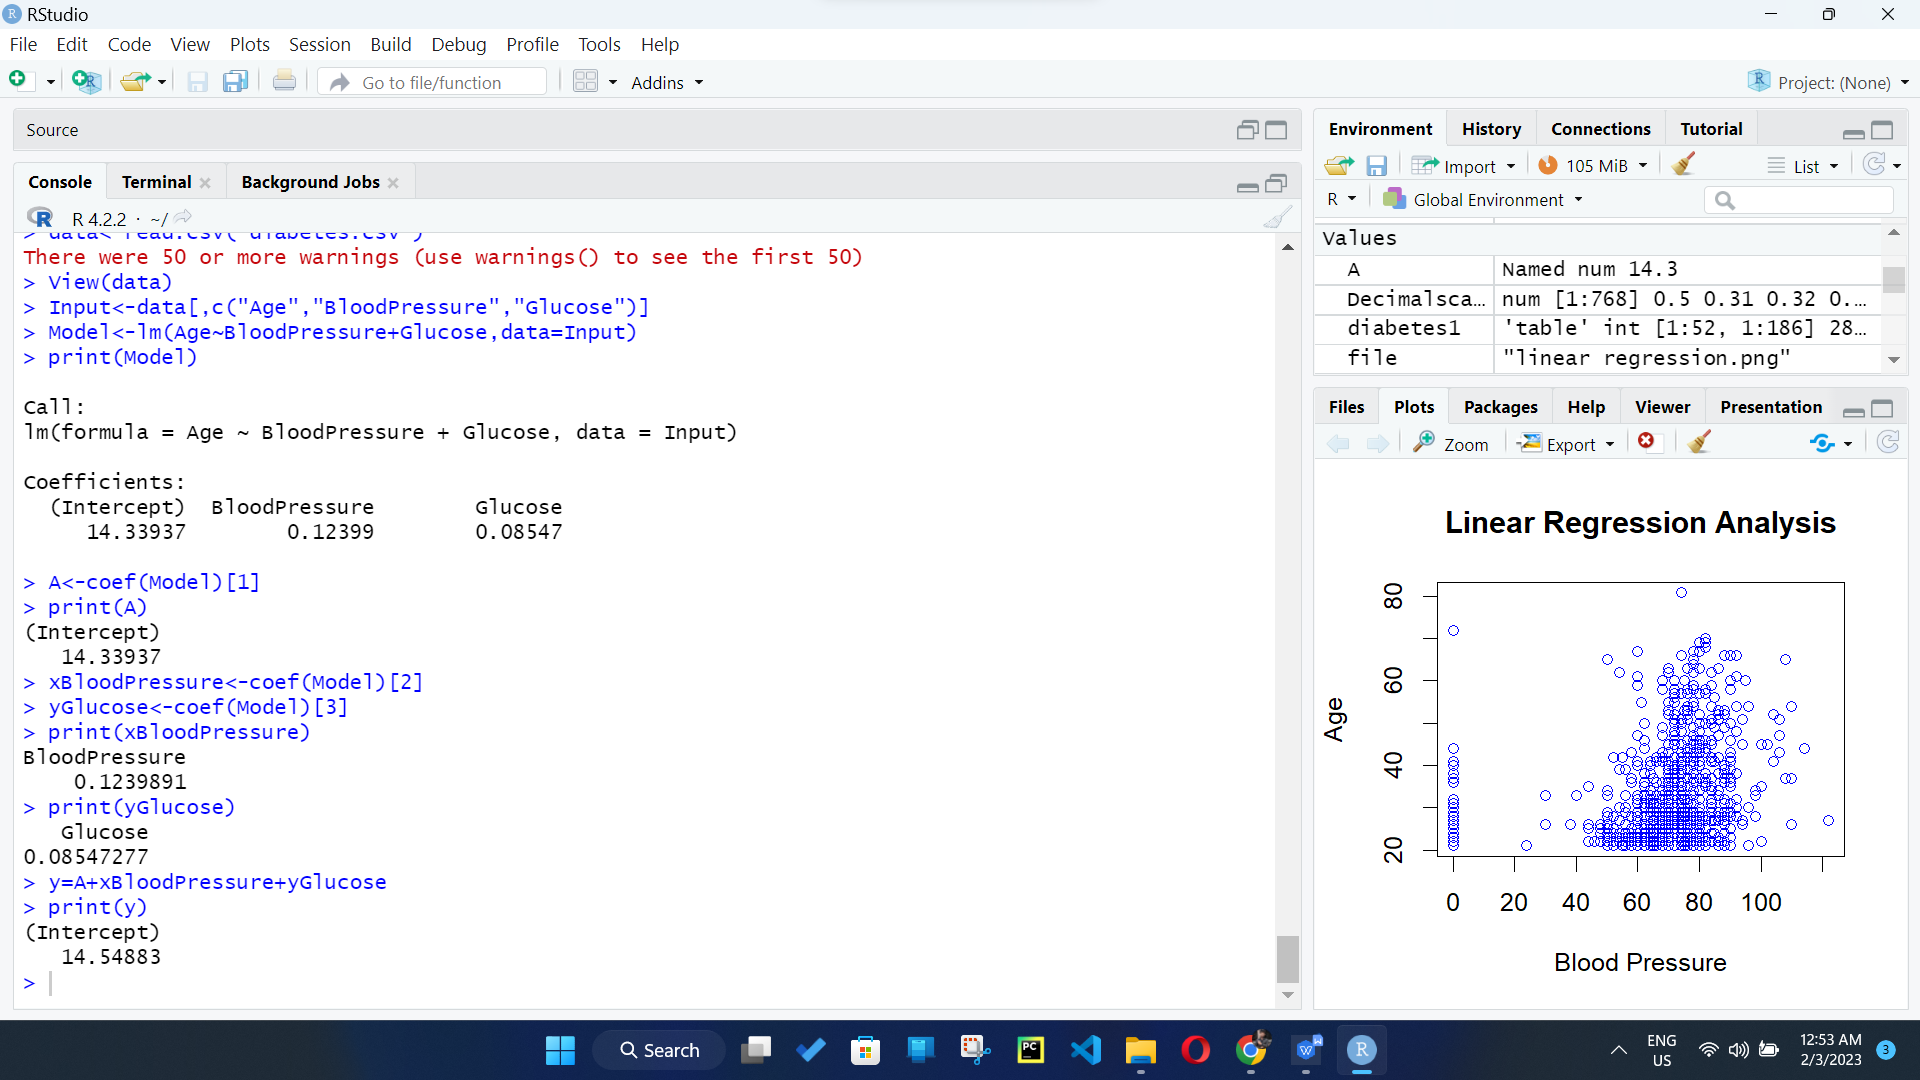 RStudio
File Edit Code View Plots Session Build Debug Profile Tools Help
Go to file/function Addins Project: (None)
Source
Console Terminal Background Jobs
R 4.2.2 · ~/
> data<-read.csv("diabetes.csv")
There were 50 or more warnings (use warnings() to see the first 50)
> View(data)
> Input<-data[,c("Age","BloodPressure","Glucose")]
> Model<-lm(Age~BloodPressure+Glucose,data=Input)
> print(Model)
Call:
lm(formula = Age ~ BloodPressure + Glucose, data = Input)
Coefficients:
(Intercept) BloodPressure Glucose
14.33937 0.12399 0.08547
> A<-coef(Model)[1]
> print(A)
(Intercept)
14.33937
> xBloodPressure<-coef(Model)[2]
> yGlucose<-coef(Model)[3]
> print(xBloodPressure)
BloodPressure
0.1239891
> print(yGlucose)
Glucose
0.08547277
> y=A+xBloodPressure+yGlucose
> print(y)
(Intercept)
14.54883
>
Environment History Connections Tutorial
Import 105 MiB List
R Global Environment
Values
A Named num 14.3
Decimalsca... num [1:768] 0.5 0.31 0.32 0....
diabetes1 'table' int [1:52, 1:186] 28...
file "linear regression.png"
Files Plots Packages Help Viewer Presentation
Zoom Export
Linear Regression Analysis
80
60
40
20
Age
0 20 40 60 80 100
Blood Pressure
Search
PC
W
R
ENG
US
12:53 AM
2/3/2023
3